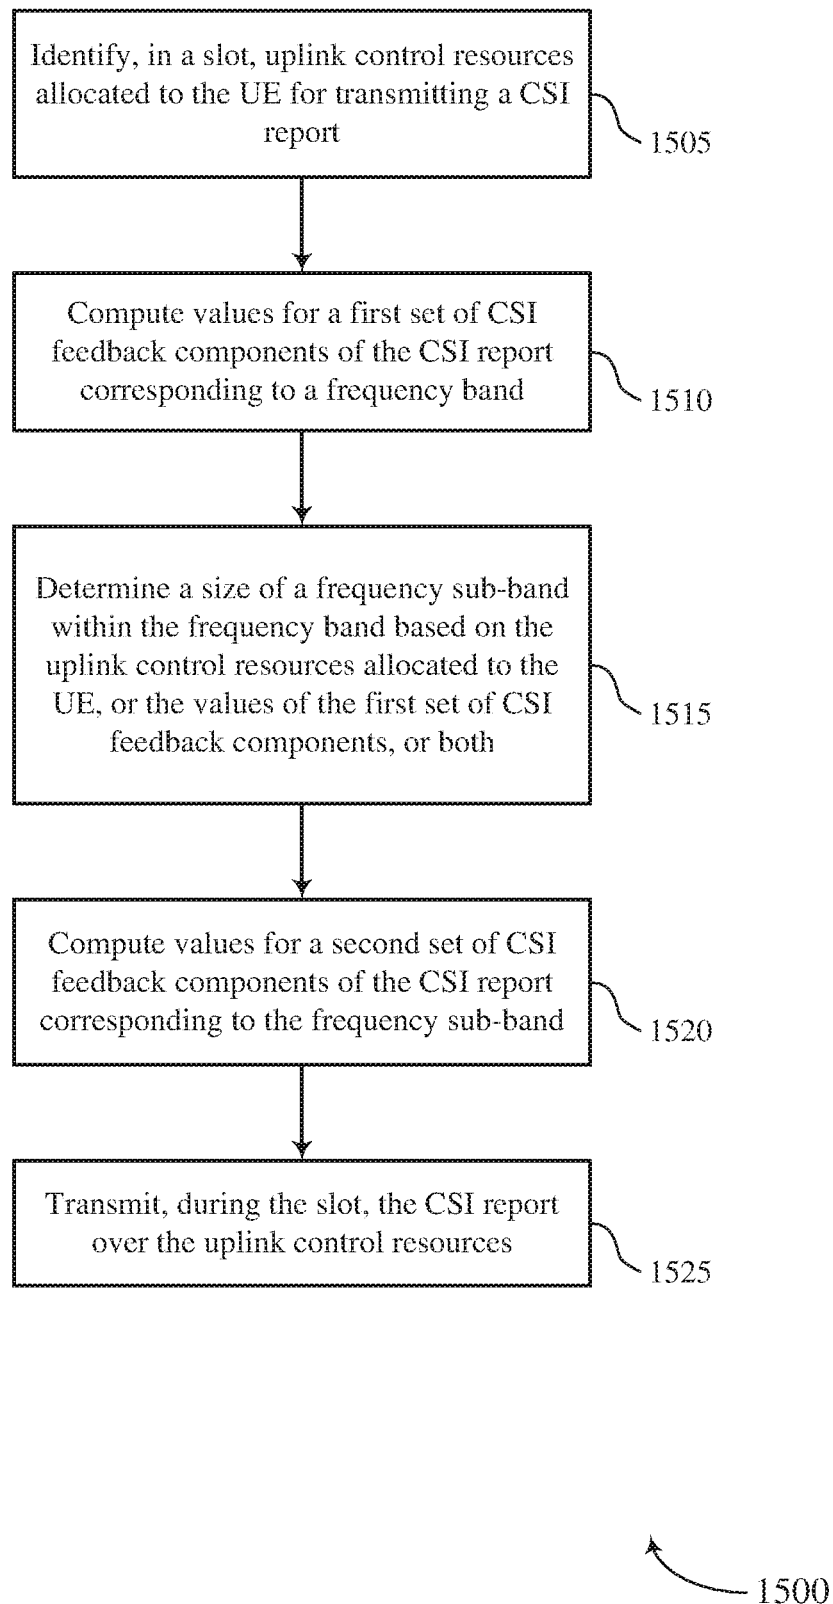 Identify, in a slot, uplink control resources
allocated to the UE for transmitting a CSI
report
1505
Compute values for a first set of CSI
feedback components of the CSI report
corresponding to a frequency band
1510
Determine a size of a frequency sub-band
within the frequency band based on the
uplink control resources allocated to the
UE, or the values of the first set of CSI
feedback components, or both
1515
Compute values for a second set of CSI
feedback components of the CSI report
corresponding to the frequency sub-band
1520
Transmit, during the slot, the CSI report
over the uplink control resources
1525
1500